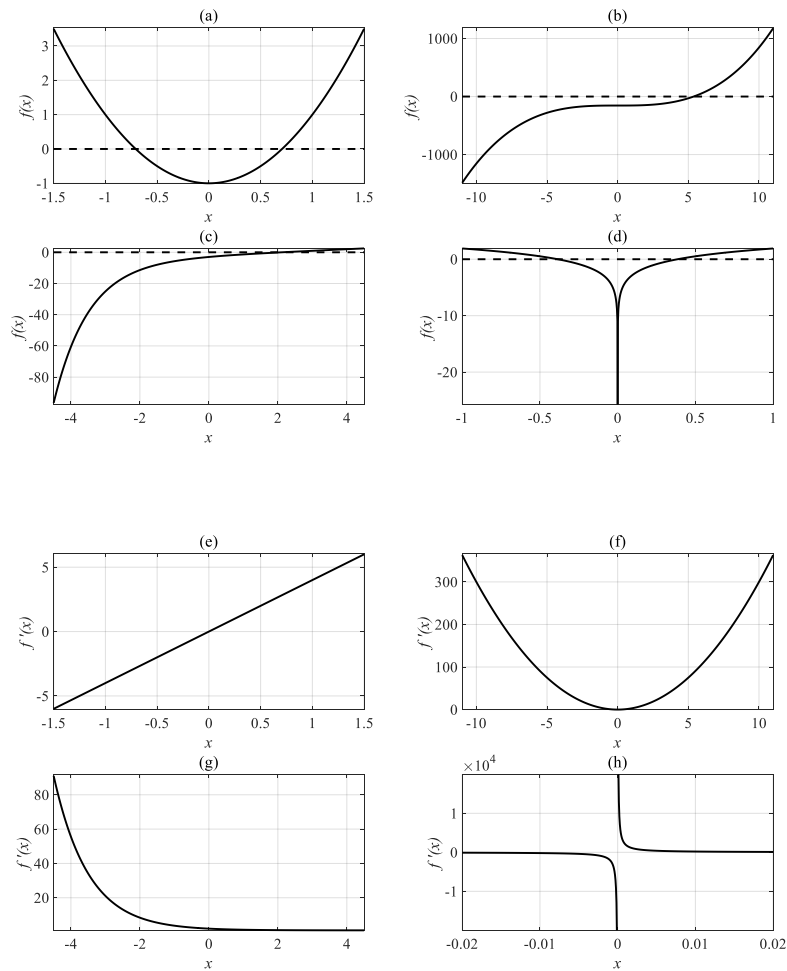 (a)
f(x)
3
2
1
0
-1
-1.5 -1 -0.5 0 0.5 1 1.5
x
(b)
f(x)
1000
0
-1000
-10 -5 0 5 10
x
(c)
f(x)
0
-20
-40
-60
-80
-4 -2 0 2 4
x
(d)
f(x)
0
-10
-20
-1 -0.5 0 0.5 1
x
(e)
f '(x)
5
0
-5
-1.5 -1 -0.5 0 0.5 1 1.5
x
(f)
f '(x)
300
200
100
0
-10 -5 0 5 10
x
(g)
f '(x)
80
60
40
20
-4 -2 0 2 4
x
(h)
×10⁴
f '(x)
1
0
-1
-0.02 -0.01 0 0.01 0.02
x